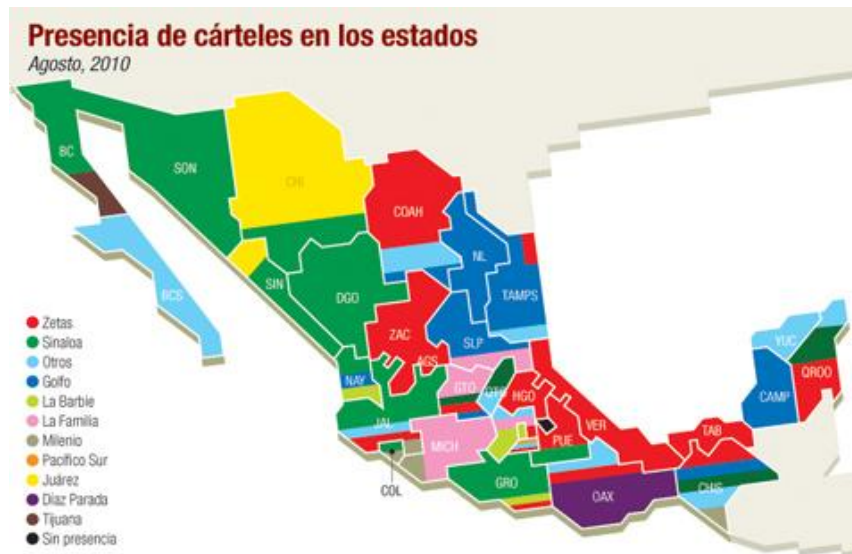 Presencia de cárteles en los estados
Agosto, 2010
BC
SON
CHI
COAH
NL
TAMPS
BCS
SIN
DGO
ZAC
SLP
AGS
NAY
GTO
QTO
HGO
JAL
MICH
PUE
VER
COL
GRO
OAX
TAB
CHIS
CAMP
YUC
QROO
Zetas
Sinaloa
Otros
Golfo
La Barbie
La Familia
Milenio
Pacífico Sur
Juárez
Díaz Parada
Tijuana
Sin presencia